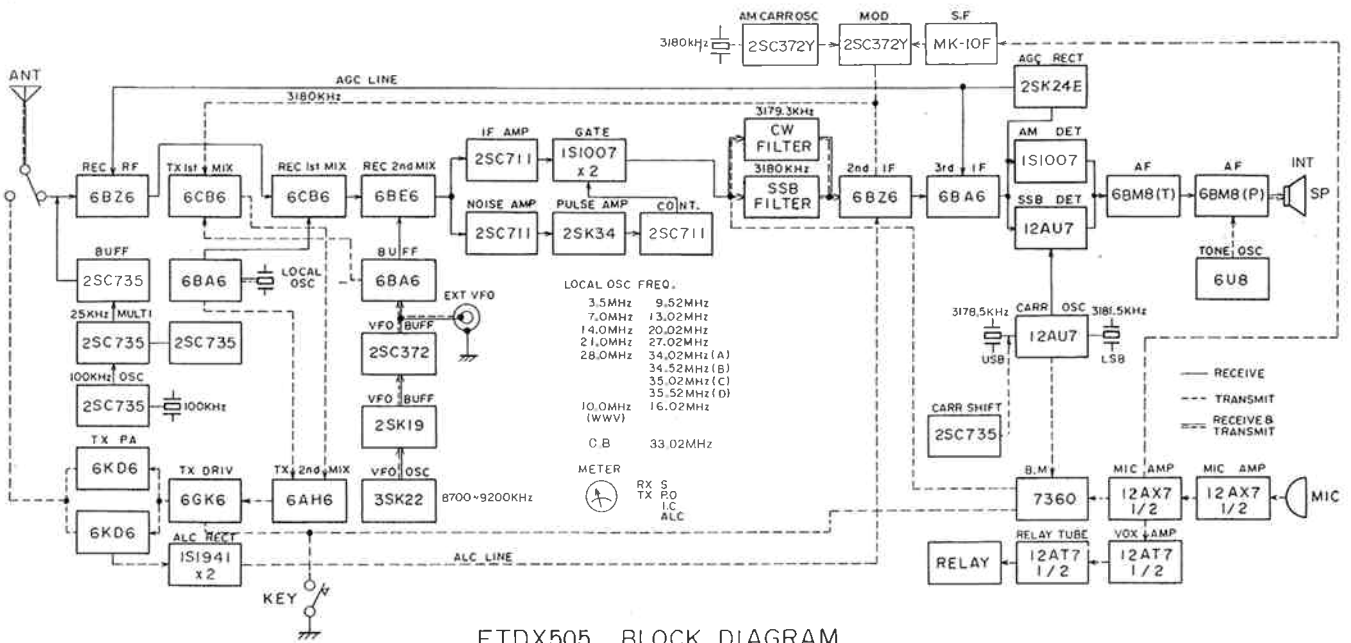 AM CARR OSC MOD S.F
3180kHz 2SC372Y 2SC372Y MK-10F
ANT
AGC LINE
AGC RECT
2SK24E
3180KHz
3179.3KHz
CW
FILTER
IF AMP GATE
2SC711 1S1007
x 2
AM DET
1S1007
REC RF TX 1st MIX REC 1st MIX REC 2nd MIX
6BZ6 6CB6 6CB6 6BE6
3180KHz
SSB
FILTER
2nd IF 3rd IF
6BZ6 6BA6
SSB DET
12AU7
AF AF
6BM8(T) 6BM8(P)
INT
SP
NOISE AMP PULSE AMP CONT.
2SC711 2SK34 2SC711
BUFF
2SC735
6BA6
LOCAL
OSC
BUFF
6BA6
EXT VFO
TONE OSC
6U8
25KHz MULTI
2SC735 2SC735
VFO BUFF
2SC372
100KHz OSC
2SC735
100KHz
VFO BUFF
2SK19
LOCAL OSC FREQ.
3.5MHz 9.52MHz
7.0MHz 13.02MHz
14.0MHz 20.02MHz
21.0MHz 27.02MHz
28.0MHz 34.02MHz(A)
34.52MHz(B)
35.02MHz(C)
35.52MHz(D)
10.0MHz 16.02MHz
(WWV)
C.B 33.02MHz
3178.5KHz CARR OSC 3181.5KHz
12AU7
USB LSB
RECEIVE
TRANSMIT
RECEIVE &
TRANSMIT
CARR SHIFT
2SC735
TX PA
6KD6
6KD6
TX DRIV
6GK6
TX 2nd MIX
6AH6
VFO OSC
3SK22
8700~9200KHz
METER
RX S
TX P.O
I.C
ALC
B.M
7360
MIC AMP
12AX7
1/2
MIC AMP
12AX7
1/2
MIC
ALC RECT
1S1941
x 2
ALC LINE
RELAY
RELAY TUBE
12AT7
1/2
VOX AMP
12AT7
1/2
KEY
FTDX505 BLOCK DIAGRAM